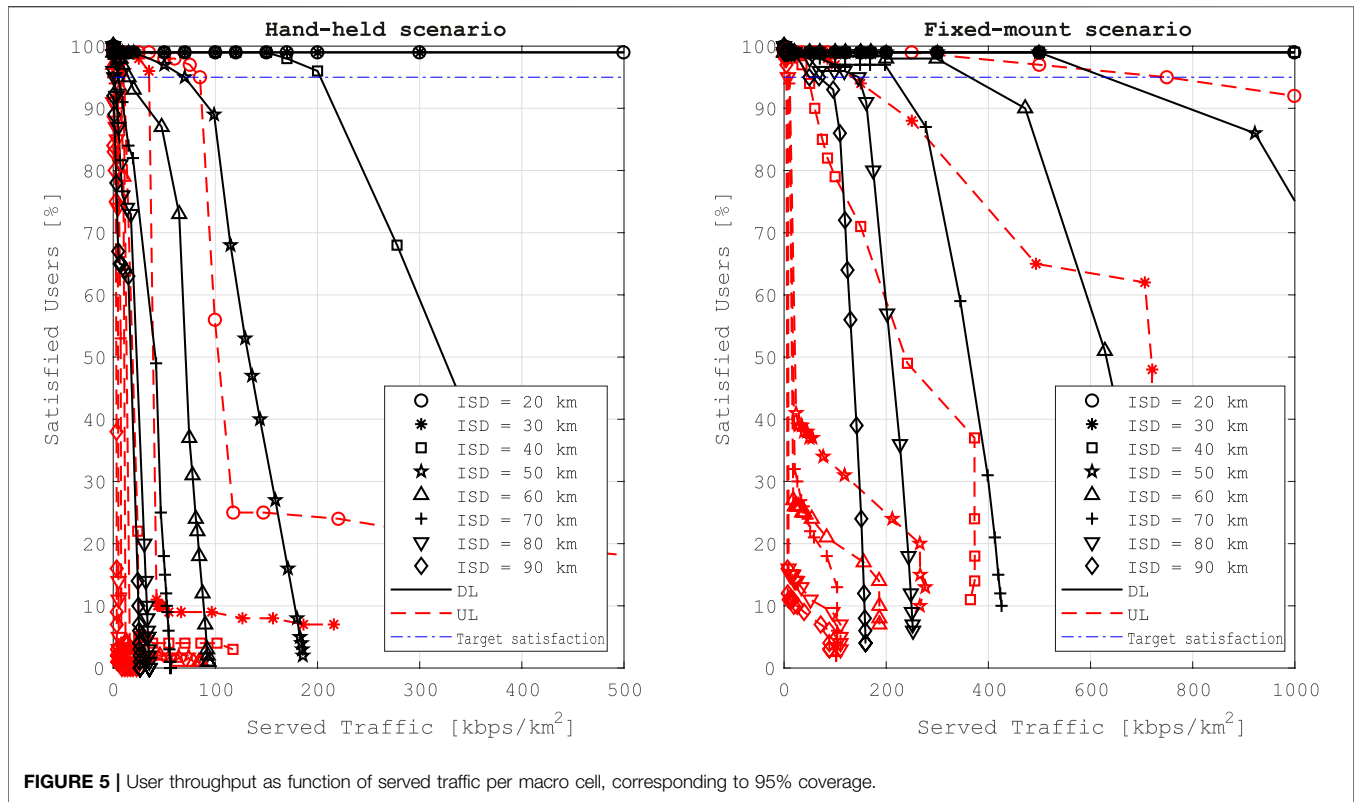 Hand-held scenario
Satisfied Users [%]
100
90
80
70
60
50
40
30
20
10
0
0 100 200 300 400 500
Served Traffic [kbps/km²]
ISD = 20 km
ISD = 30 km
ISD = 40 km
ISD = 50 km
ISD = 60 km
ISD = 70 km
ISD = 80 km
ISD = 90 km
DL
UL
Target satisfaction
Fixed-mount scenario
Satisfied Users [%]
100
90
80
70
60
50
40
30
20
10
0
0 200 400 600 800 1000
Served Traffic [kbps/km²]
ISD = 20 km
ISD = 30 km
ISD = 40 km
ISD = 50 km
ISD = 60 km
ISD = 70 km
ISD = 80 km
ISD = 90 km
DL
UL
Target satisfaction
FIGURE 5 | User throughput as function of served traffic per macro cell, corresponding to 95% coverage.